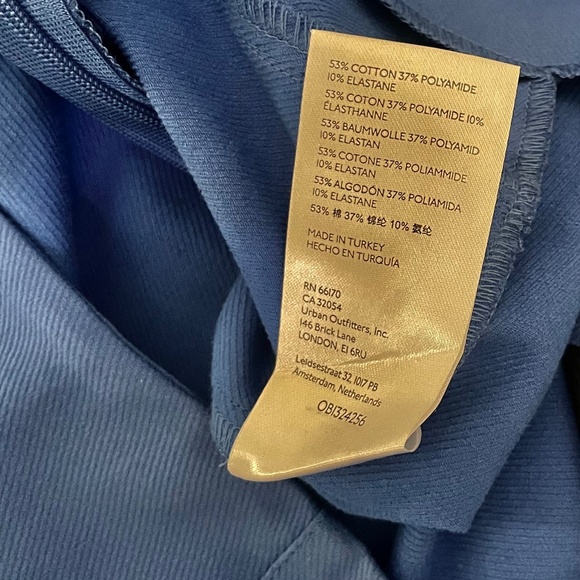 53% COTTON 37% POLYAMIDE
10% ELASTANE
53% COTON 37% POLYAMIDE 10%
ÉLASTHANNE
53% BAUMWOLLE 37% POLYAMID
10% ELASTAN
53% COTONE 37% POLIAMMIDE
10% ELASTAN
53% ALGODÓN 37% POLIAMIDA
10% ELASTANE
53% 棉 37% 锦纶 10% 氨纶
MADE IN TURKEY
HECHO EN TURQUÍA
RN 66170
CA 32054
Urban Outfitters, Inc.
146 Brick Lane
LONDON, E1 6RU
Leidsestraat 32, 1017 PB
Amsterdam, Netherlands
OB1324256